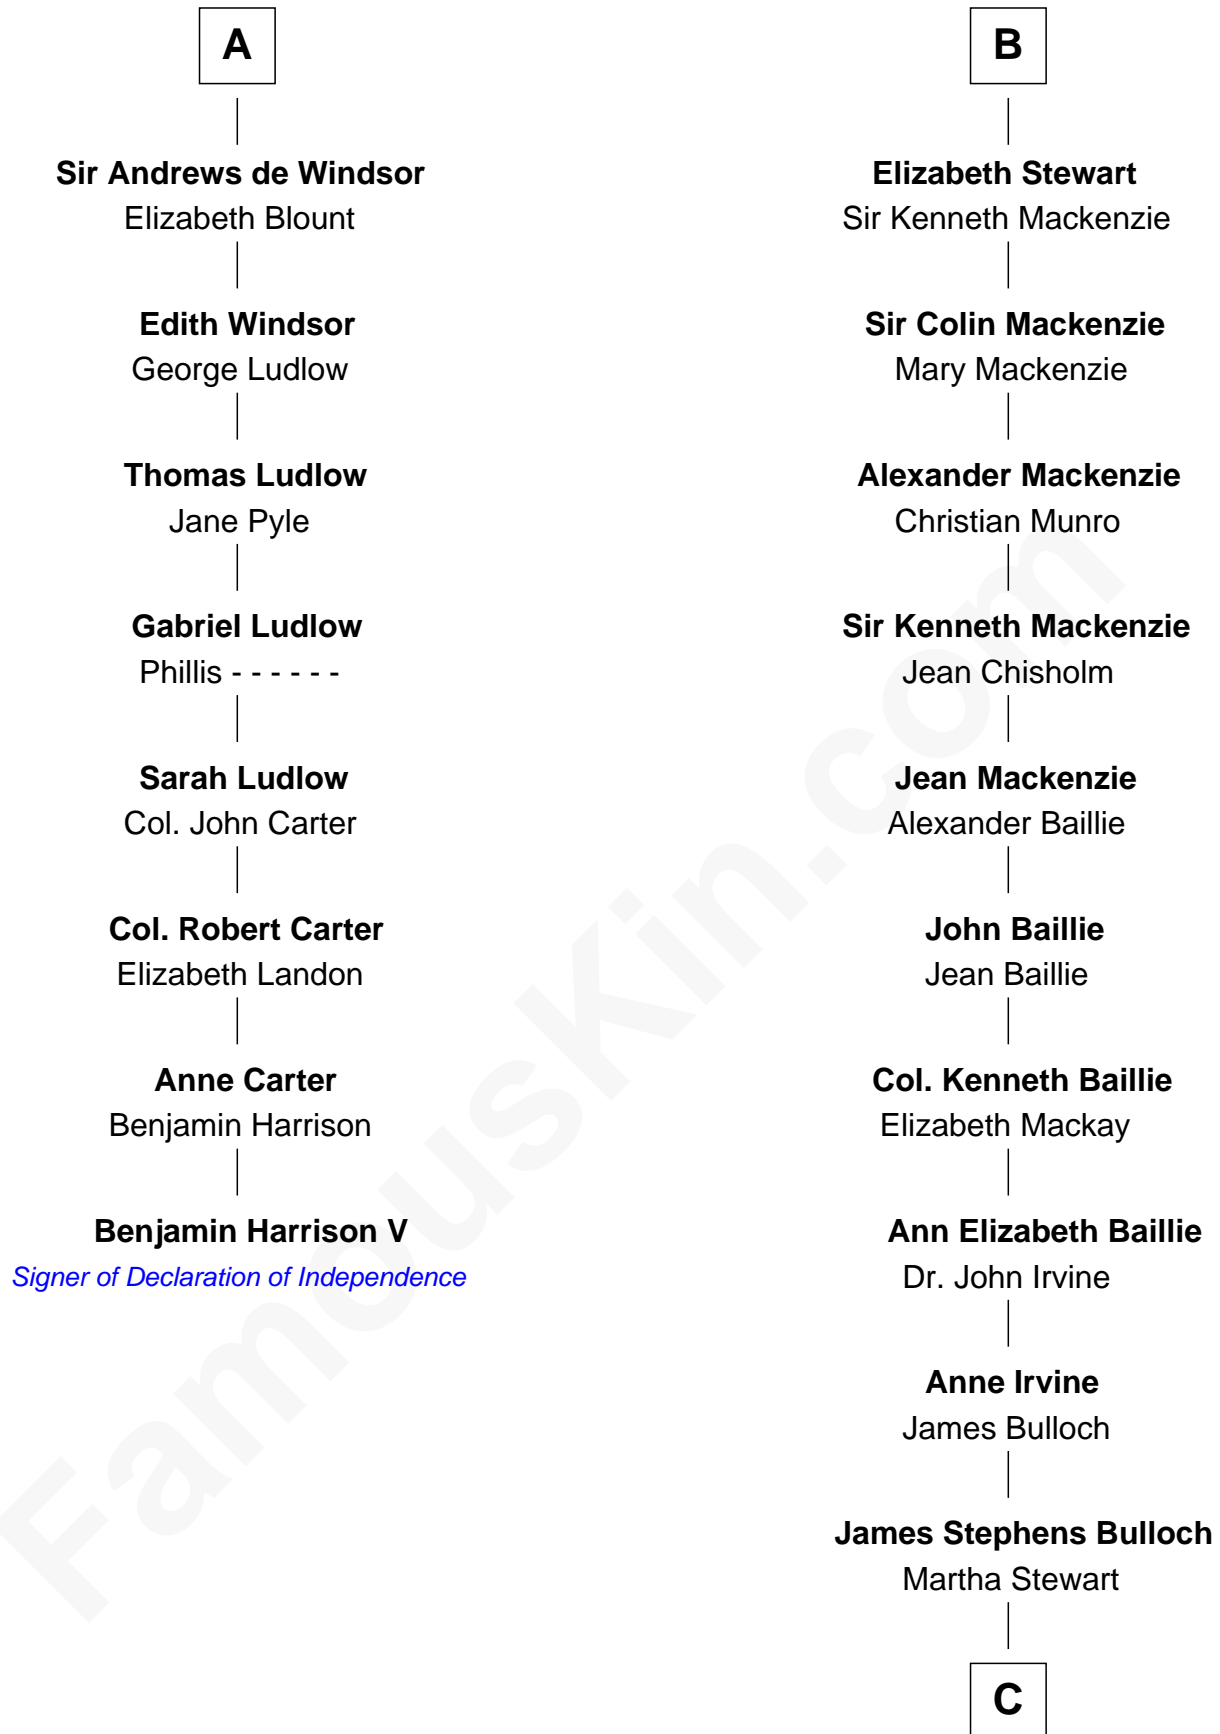 A
Sir Andrews de Windsor
Elizabeth Blount
Edith Windsor
George Ludlow
Thomas Ludlow
Jane Pyle
Gabriel Ludlow
Phillis - - - - - -
Sarah Ludlow
Col. John Carter
Col. Robert Carter
Elizabeth Landon
Anne Carter
Benjamin Harrison
Benjamin Harrison V
Signer of Declaration of Independence
B
Elizabeth Stewart
Sir Kenneth Mackenzie
Sir Colin Mackenzie
Mary Mackenzie
Alexander Mackenzie
Christian Munro
Sir Kenneth Mackenzie
Jean Chisholm
Jean Mackenzie
Alexander Baillie
John Baillie
Jean Baillie
Col. Kenneth Baillie
Elizabeth Mackay
Ann Elizabeth Baillie
Dr. John Irvine
Anne Irvine
James Bulloch
James Stephens Bulloch
Martha Stewart
C
FamousKin.com